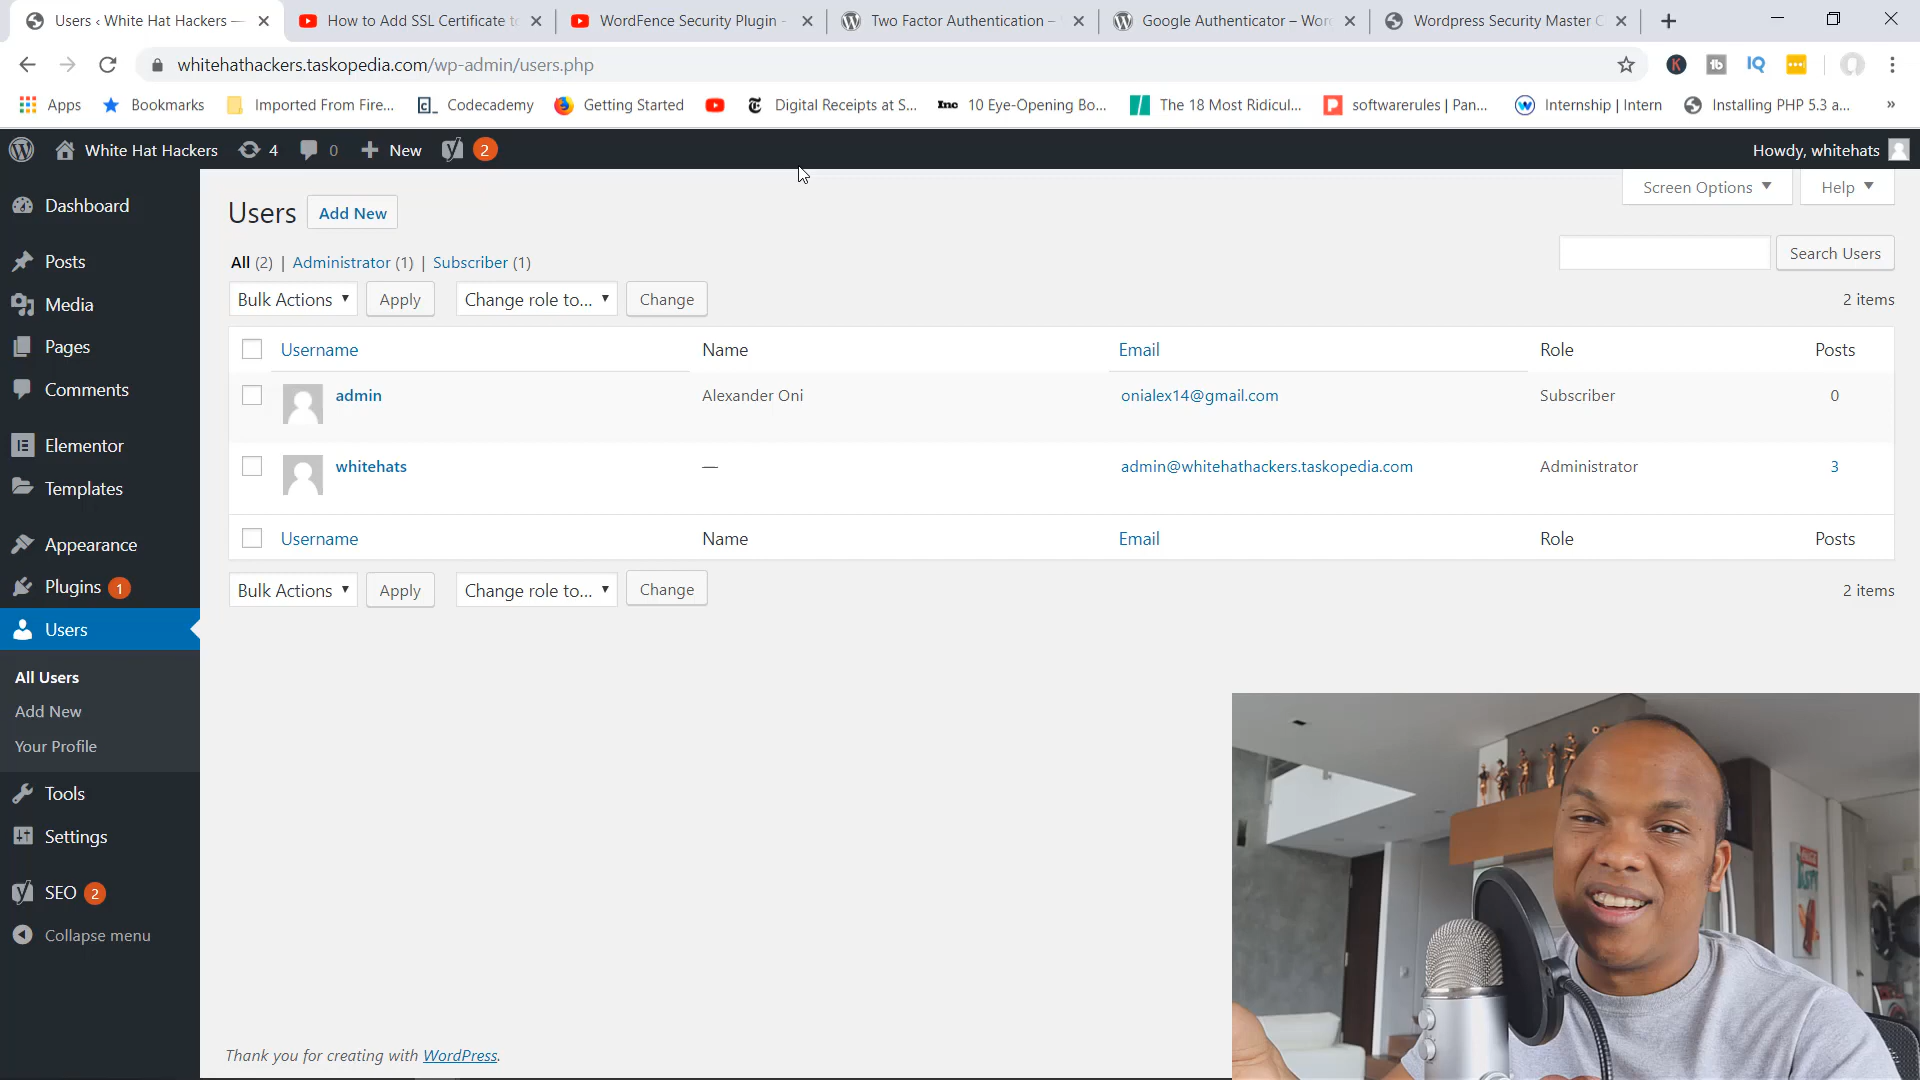 Users ‹ White Hat Hackers —
How to Add SSL Certificate to
WordFence Security Plugin -
Two Factor Authentication –
Google Authenticator – Wor
Wordpress Security Master C
whitehathackers.taskopedia.com/wp-admin/users.php
Apps Bookmarks Imported From Fire... Codecademy Getting Started Digital Receipts at S... Inc 10 Eye-Opening Bo... The 18 Most Ridicul... softwarerules | Pan... Internship | Intern Installing PHP 5.3 a... »
White Hat Hackers 4 0 New 2 Howdy, whitehats
Screen Options Help
Dashboard
Posts
Media
Pages
Comments
Elementor
Templates
Appearance
Plugins 1
Users
All Users
Add New
Your Profile
Tools
Settings
SEO 2
Collapse menu
Users Add New
All (2) | Administrator (1) | Subscriber (1)
Search Users
Bulk Actions Apply Change role to... Change 2 items
Username Name Email Role Posts
admin Alexander Oni onialex14@gmail.com Subscriber 0
whitehats — admin@whitehathackers.taskopedia.com Administrator 3
Username Name Email Role Posts
Bulk Actions Apply Change role to... Change 2 items
Thank you for creating with WordPress.